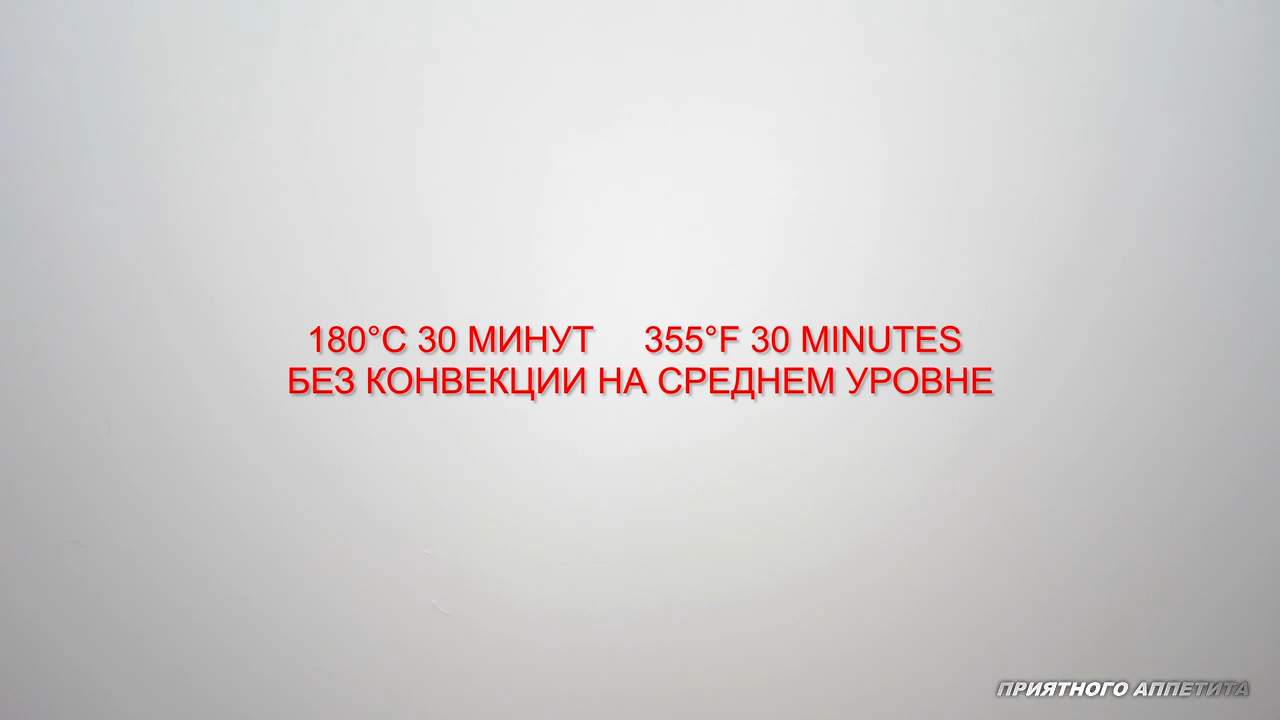 180°C 30 МИНУТ 355°F 30 MINUTES
БЕЗ КОНВЕКЦИИ НА СРЕДНЕМ УРОВНЕ
ПРИЯТНОГО АППЕТИТА